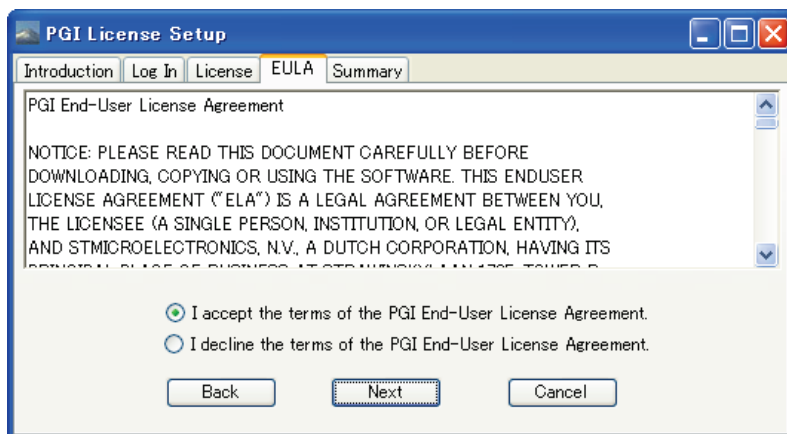 PGI License Setup
Introduction Log In License EULA Summary
PGI End-User License Agreement
NOTICE: PLEASE READ THIS DOCUMENT CAREFULLY BEFORE
DOWNLOADING, COPYING OR USING THE SOFTWARE. THIS ENDUSER
LICENSE AGREEMENT ("ELA") IS A LEGAL AGREEMENT BETWEEN YOU,
THE LICENSEE (A SINGLE PERSON, INSTITUTION, OR LEGAL ENTITY),
AND STMICROELECTRONICS, N.V., A DUTCH CORPORATION, HAVING ITS
I accept the terms of the PGI End-User License Agreement.
I decline the terms of the PGI End-User License Agreement.
Back Next Cancel